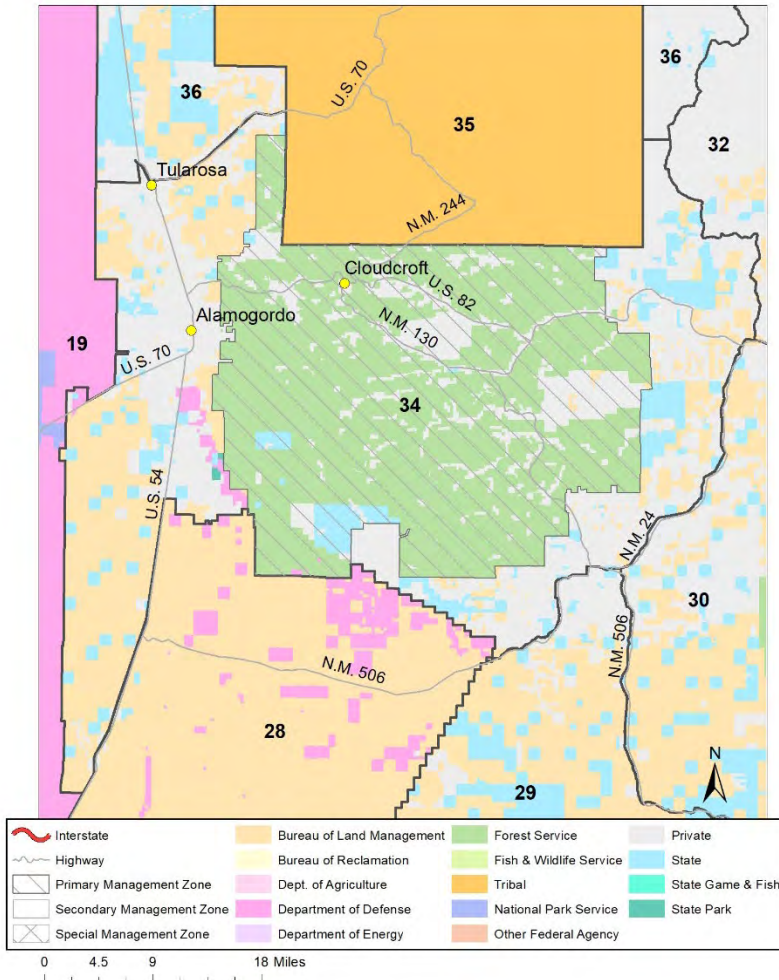 36
36
U.S. 70
35
32
Tularosa
N.M. 244
Cloudcroft
U.S. 82
Alamogordo
N.M. 130
19
U.S. 70
34
U.S. 54
N.M. 24
30
N.M. 506
N.M. 506
28
N
29
Interstate
Highway
Primary Management Zone
Secondary Management Zone
Special Management Zone
Bureau of Land Management
Bureau of Reclamation
Dept. of Agriculture
Department of Defense
Department of Energy
Forest Service
Fish & Wildlife Service
Tribal
National Park Service
Other Federal Agency
Private
State
State Game & Fish
State Park
0 4.5 9 18 Miles